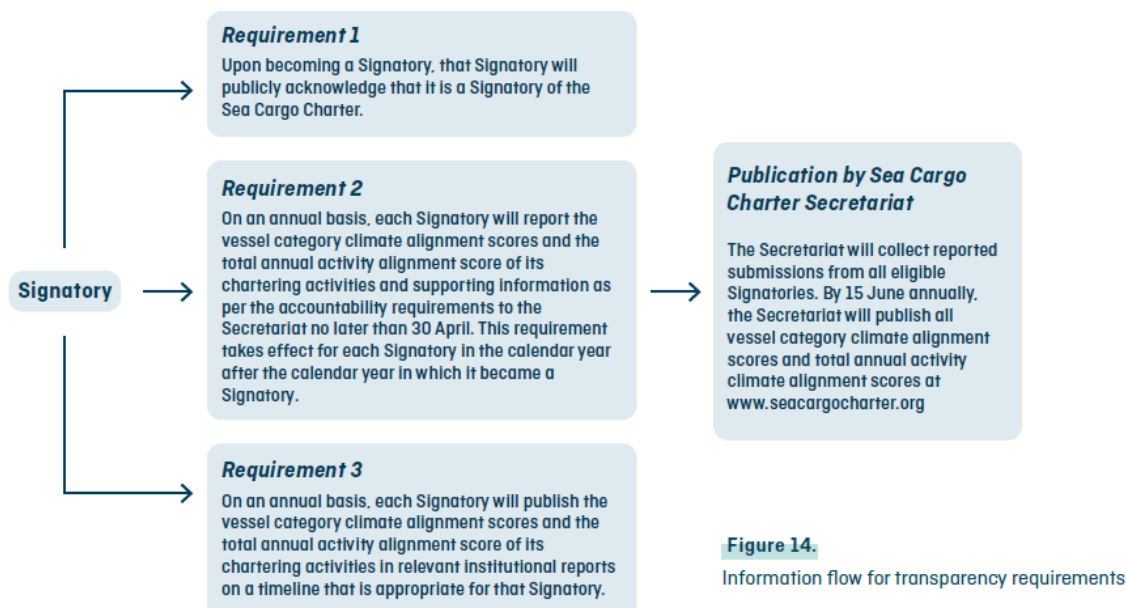 Requirement 1
Upon becoming a Signatory, that Signatory will
publicly acknowledge that it is a Signatory of the
Sea Cargo Charter.
Signatory
Requirement 2
On an annual basis, each Signatory will report the
vessel category climate alignment scores and the
total annual activity alignment score of its
chartering activities and supporting information as
per the accountability requirements to the
Secretariat no later than 30 April. This requirement
takes effect for each Signatory in the calendar year
after the calendar year in which it became a
Signatory.
Publication by Sea Cargo
Charter Secretariat
The Secretariat will collect reported
submissions from all eligible
Signatories. By 15 June annually,
the Secretariat will publish all
vessel category climate alignment
scores and total annual activity
climate alignment scores at
www.seacargocharter.org
Requirement 3
On an annual basis, each Signatory will publish the
vessel category climate alignment scores and the
total annual activity alignment score of its
chartering activities in relevant institutional reports
on a timeline that is appropriate for that Signatory.
Figure 14.
Information flow for transparency requirements